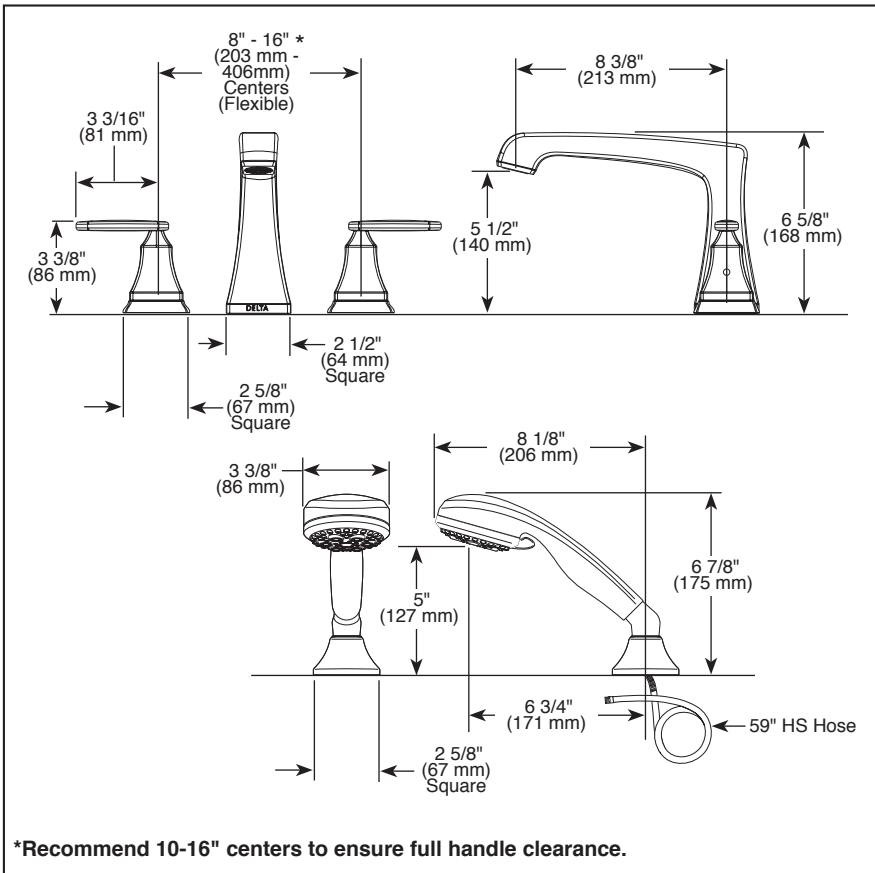 8" - 16" *
(203 mm -
406mm)
Centers
(Flexible)
8 3/8"
(213 mm)
3 3/16"
(81 mm)
3 3/8"
(86 mm)
5 1/2"
(140 mm)
6 5/8"
(168 mm)
DELTA
2 1/2"
(64 mm)
Square
2 5/8"
(67 mm)
Square
3 3/8"
(86 mm)
8 1/8"
(206 mm)
5"
(127 mm)
6 7/8"
(175 mm)
6 3/4"
(171 mm)
59" HS Hose
2 5/8"
(67 mm)
Square
*Recommend 10-16" centers to ensure full handle clearance.